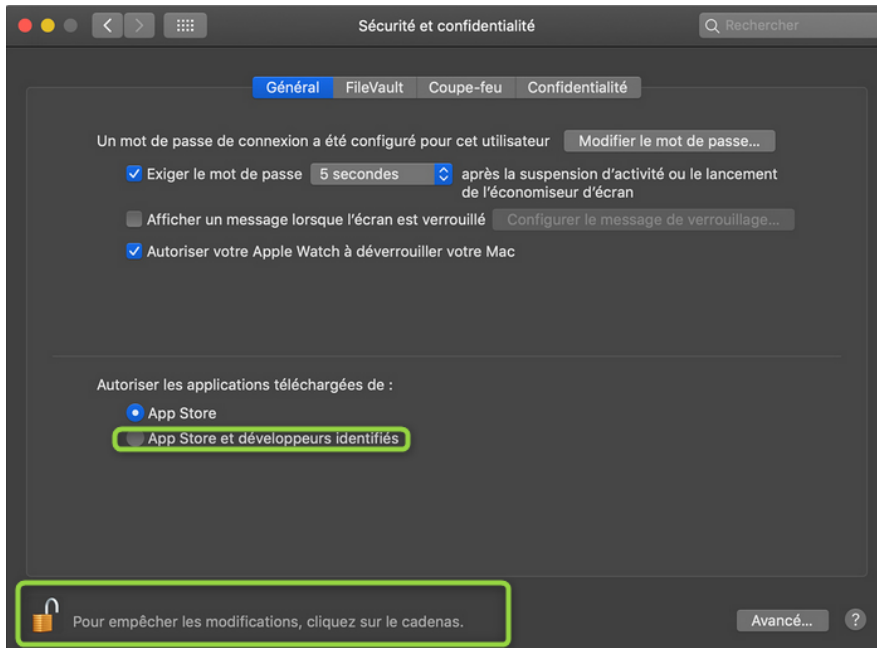 Sécurité et confidentialité
Rechercher
Général FileVault Coupe-feu Confidentialité
Un mot de passe de connexion a été configuré pour cet utilisateur Modifier le mot de passe...
Exiger le mot de passe 5 secondes après la suspension d'activité ou le lancement
de l'économiseur d'écran
Afficher un message lorsque l'écran est verrouillé Configurer le message de verrouillage...
Autoriser votre Apple Watch à déverrouiller votre Mac
Autoriser les applications téléchargées de :
App Store
App Store et développeurs identifiés
Pour empêcher les modifications, cliquez sur le cadenas.
Avancé... ?